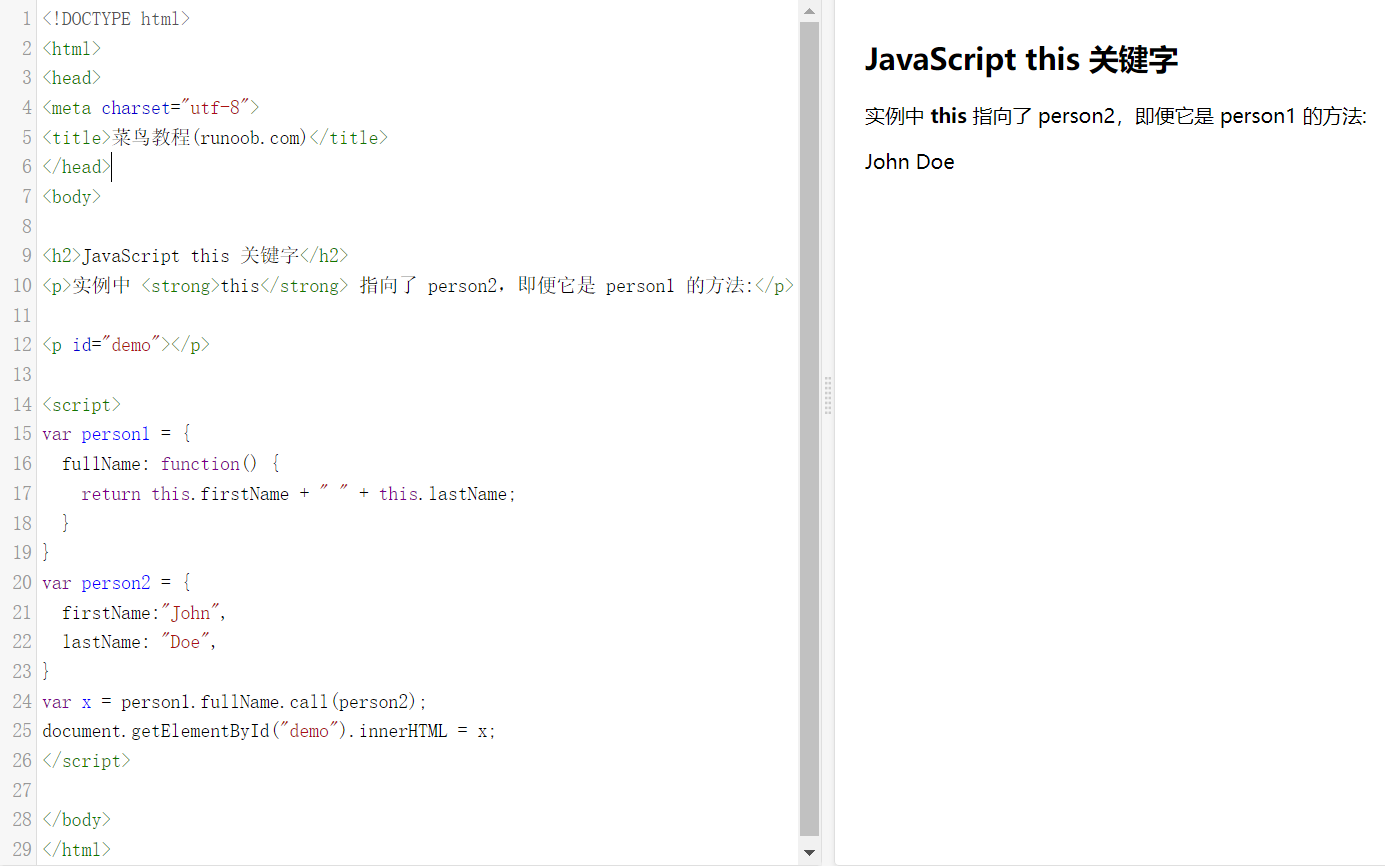 1 <!DOCTYPE html>
2 <html>
3 <head>
4 <meta charset="utf-8">
5 <title>菜鸟教程(runoob.com)</title>
6 </head>
7 <body>
8
9 <h2>JavaScript this 关键字</h2>
10 <p>实例中 <strong>this</strong> 指向了 person2，即便它是 person1 的方法:</p>
11
12 <p id="demo"></p>
13
14 <script>
15 var person1 = {
16   fullName: function() {
17     return this.firstName + " " + this.lastName;
18   }
19 }
20 var person2 = {
21   firstName:"John",
22   lastName: "Doe",
23 }
24 var x = person1.fullName.call(person2);
25 document.getElementById("demo").innerHTML = x;
26 </script>
27
28 </body>
29 </html>
JavaScript this 关键字
实例中 this 指向了 person2，即便它是 person1 的方法:
John Doe